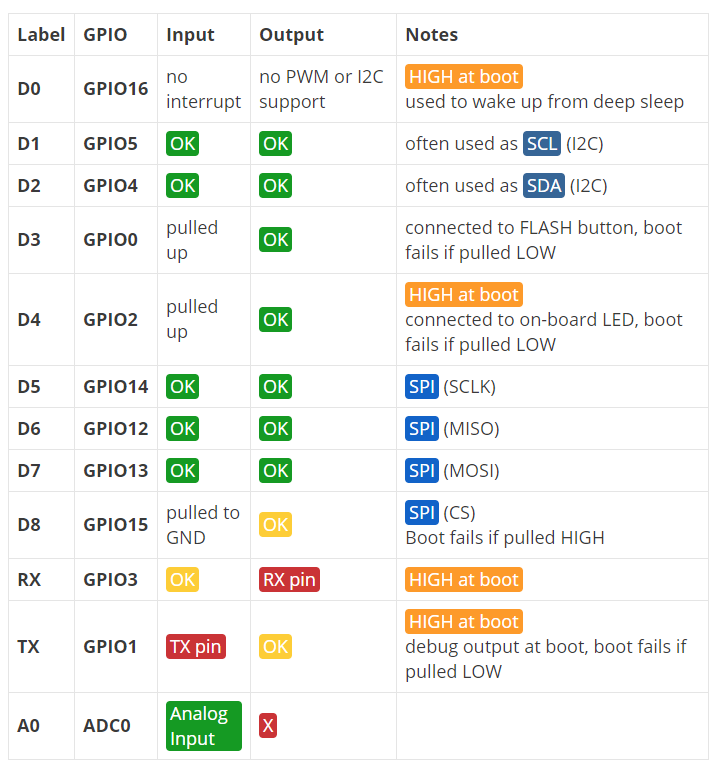 Label GPIO Input Output Notes
D0 GPIO16 no interrupt no PWM or I2C support HIGH at boot used to wake up from deep sleep
D1 GPIO5 OK OK often used as SCL (I2C)
D2 GPIO4 OK OK often used as SDA (I2C)
D3 GPIO0 pulled up OK connected to FLASH button, boot fails if pulled LOW
D4 GPIO2 pulled up OK HIGH at boot connected to on-board LED, boot fails if pulled LOW
D5 GPIO14 OK OK SPI (SCLK)
D6 GPIO12 OK OK SPI (MISO)
D7 GPIO13 OK OK SPI (MOSI)
D8 GPIO15 pulled to GND OK SPI (CS) Boot fails if pulled HIGH
RX GPIO3 OK RX pin HIGH at boot
TX GPIO1 TX pin OK HIGH at boot debug output at boot, boot fails if pulled LOW
A0 ADC0 Analog Input X